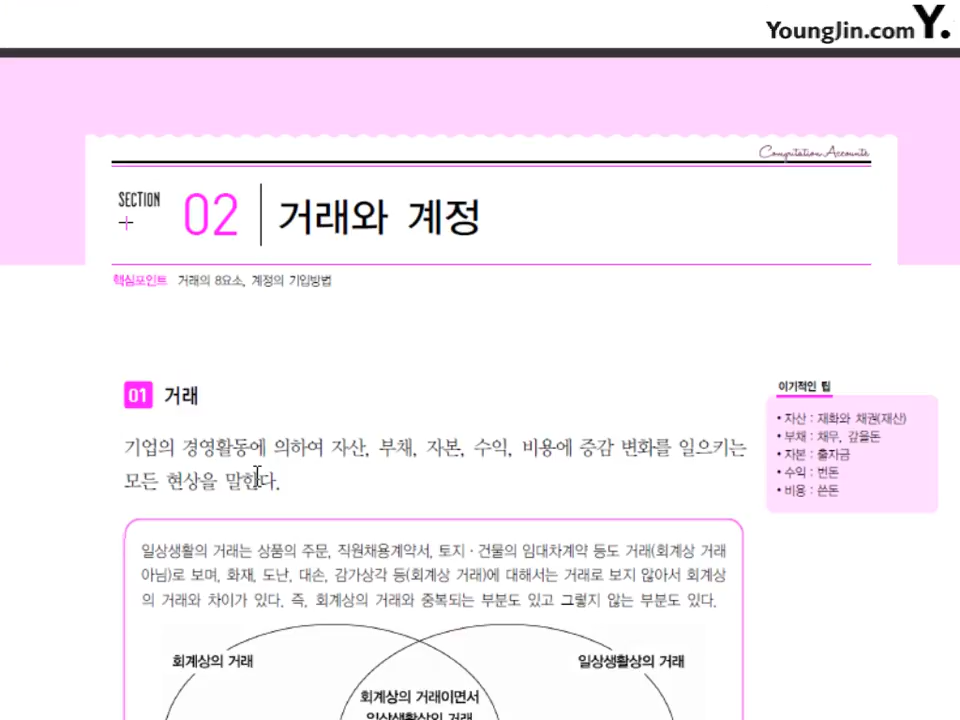 YoungJin.com Y.
Computation Accounts
SECTION
02 거래와 계정
핵심포인트 거래의 8요소, 계정의 기입방법
01 거래
기업의 경영활동에 의하여 자산, 부채, 자본, 수익, 비용에 증감 변화를 일으키는
모든 현상을 말한다.
이기적인 팁
• 자산 : 재화와 채권(재산)
• 부채 : 채무, 갚을돈
• 자본 : 출자금
• 수익 : 번돈
• 비용 : 쓴돈
일상생활의 거래는 상품의 주문, 직원채용계약서, 토지 · 건물의 임대차계약 등도 거래(회계상 거래
아님)로 보며, 화재, 도난, 대손, 감가상각 등(회계상 거래)에 대해서는 거래로 보지 않아서 회계상
의 거래와 차이가 있다. 즉, 회계상의 거래와 중복되는 부분도 있고 그렇지 않는 부분도 있다.
회계상의 거래
일상생활상의 거래
회계상의 거래이면서
일상생활상의 거래